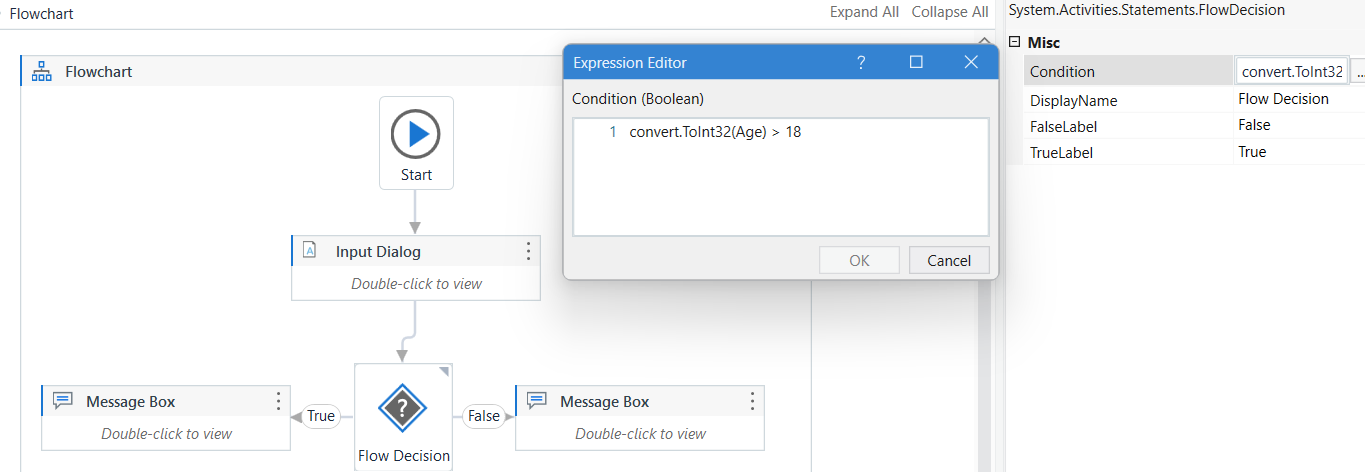 Flowchart
Expand All Collapse All
Flowchart
Start
Input Dialog
Double-click to view
Message Box
Double-click to view
True
?
Flow Decision
False
Message Box
Double-click to view
Expression Editor ?
Condition (Boolean)
1 convert.ToInt32(Age) > 18
OK Cancel
System.Activities.Statements.FlowDecision
Misc
Condition convert.ToInt32 ...
DisplayName Flow Decision
FalseLabel False
TrueLabel True